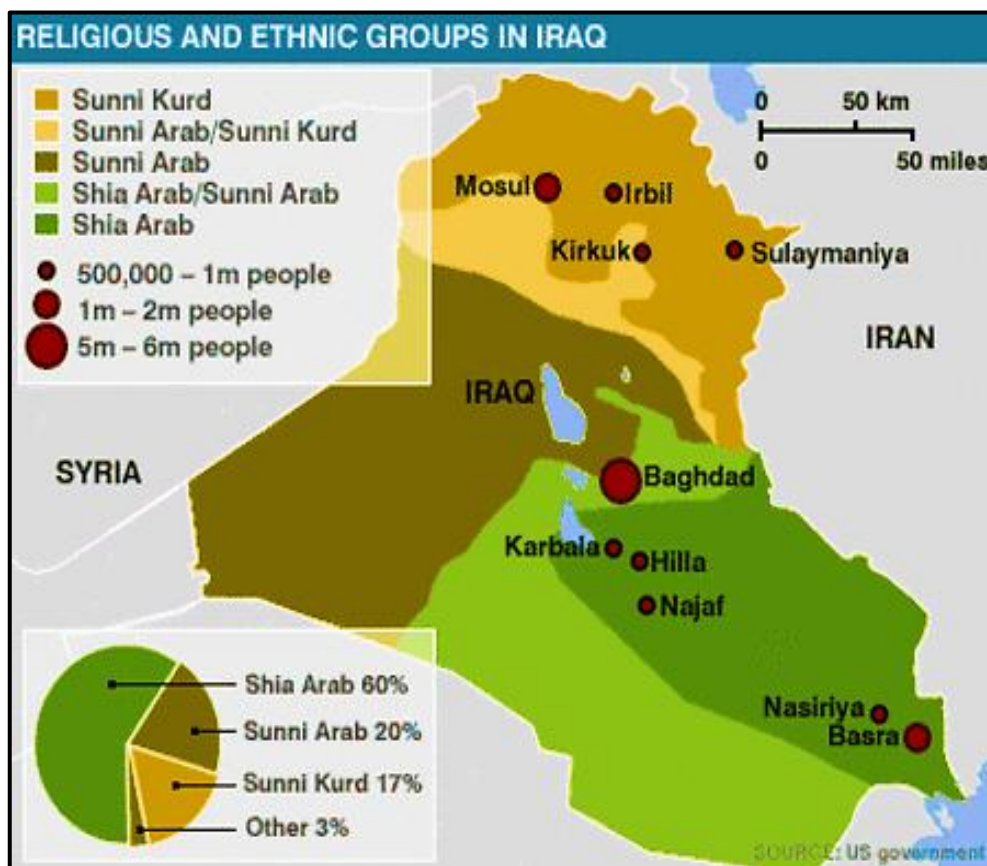 RELIGIOUS AND ETHNIC GROUPS IN IRAQ
Sunni Kurd
Sunni Arab/Sunni Kurd
Sunni Arab
Shia Arab/Sunni Arab
Shia Arab
500,000 – 1m people
1m – 2m people
5m – 6m people
0 50 km
0 50 miles
Mosul
Irbil
Kirkuk
Sulaymaniya
IRAN
IRAQ
SYRIA
Baghdad
Karbala
Hilla
Najaf
Nasiriya
Basra
Shia Arab 60%
Sunni Arab 20%
Sunni Kurd 17%
Other 3%
SOURCE: US government